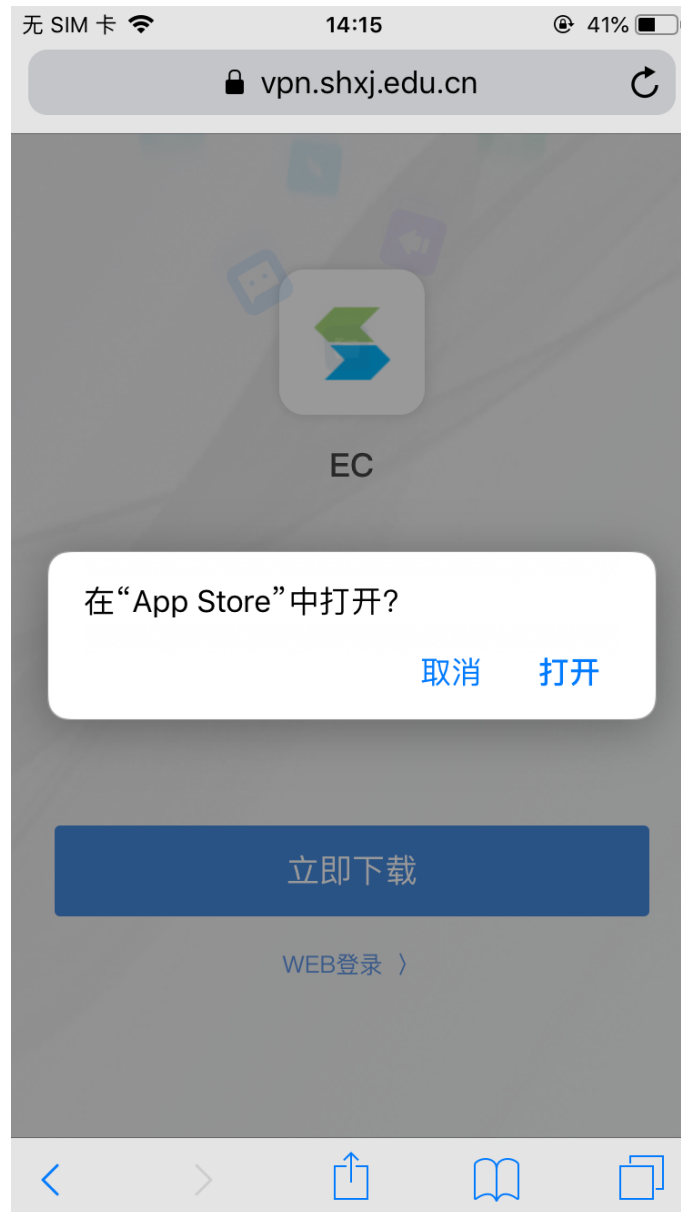 无 SIM 卡 14:15 41%
vpn.shxj.edu.cn
EC
在“App Store”中打开?
取消 打开
立即下载
WEB登录 〉